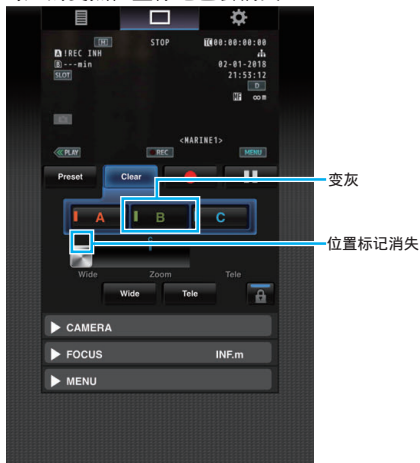 [H] STOP TC 00:00:00:00
A !REC INH
B ---min 02-01-2018
SLOT 21:53:12
D
∞m
<MARINE1>
≪PLAY ●REC MENU
Preset Clear
变灰
A B C
C
位置标记消失
Wide Zoom Tele
Wide Tele
CAMERA
FOCUS INF.m
MENU